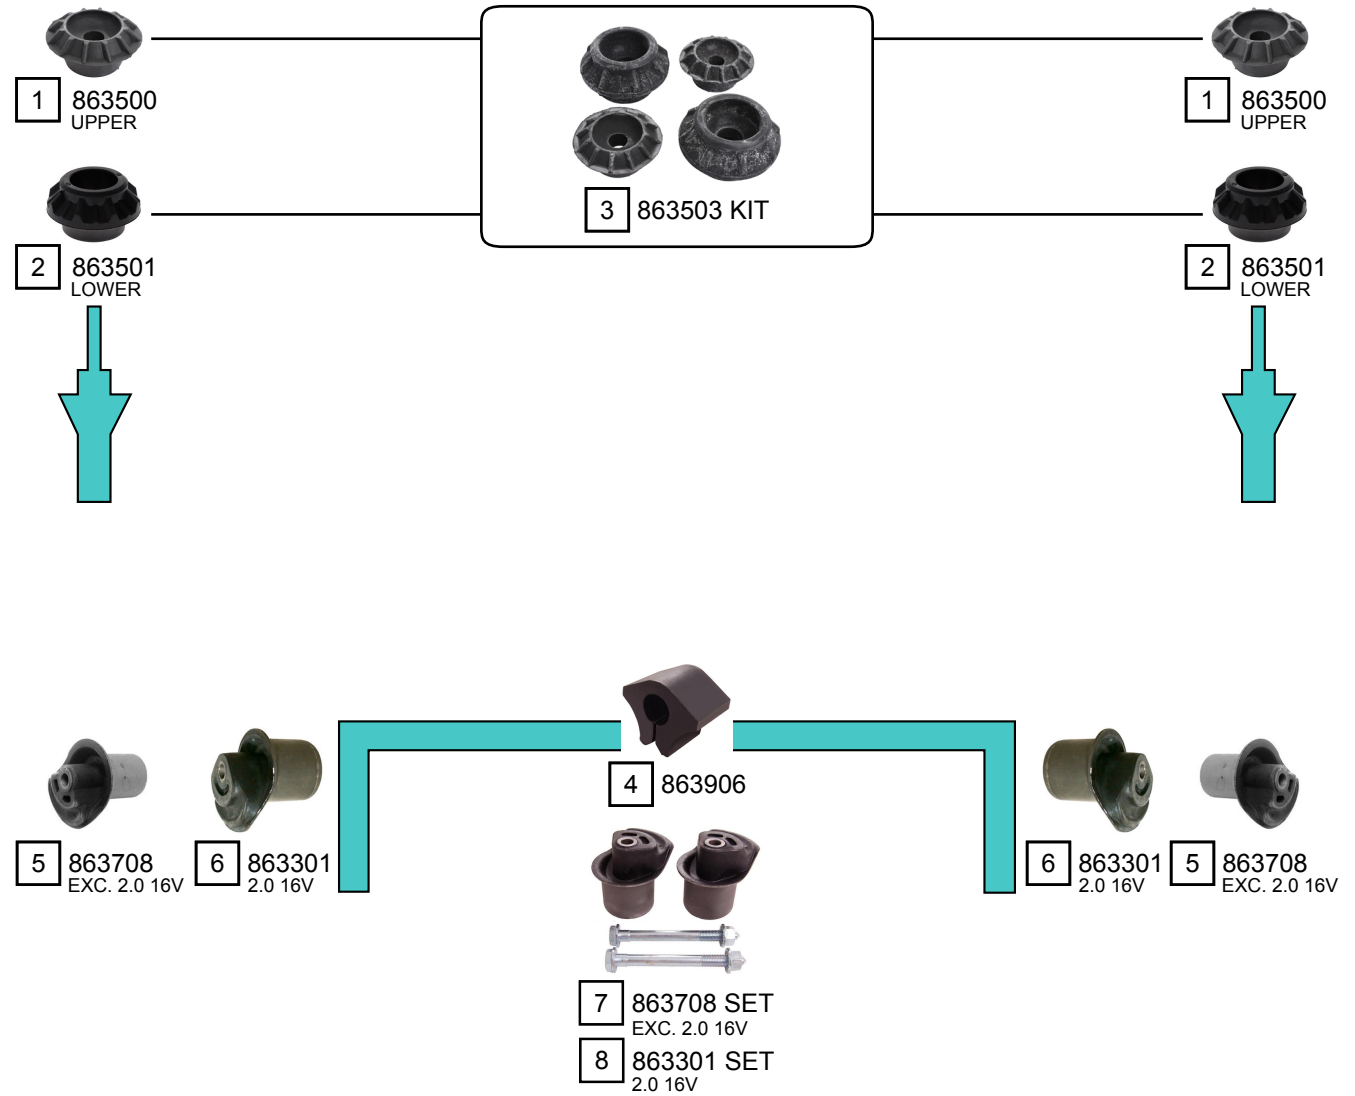 1 863500
UPPER
2 863501
LOWER
3 863503 KIT
1 863500
UPPER
2 863501
LOWER
4 863906
5 863708
EXC. 2.0 16V
6 863301
2.0 16V
6 863301
2.0 16V
5 863708
EXC. 2.0 16V
7 863708 SET
EXC. 2.0 16V
8 863301 SET
2.0 16V